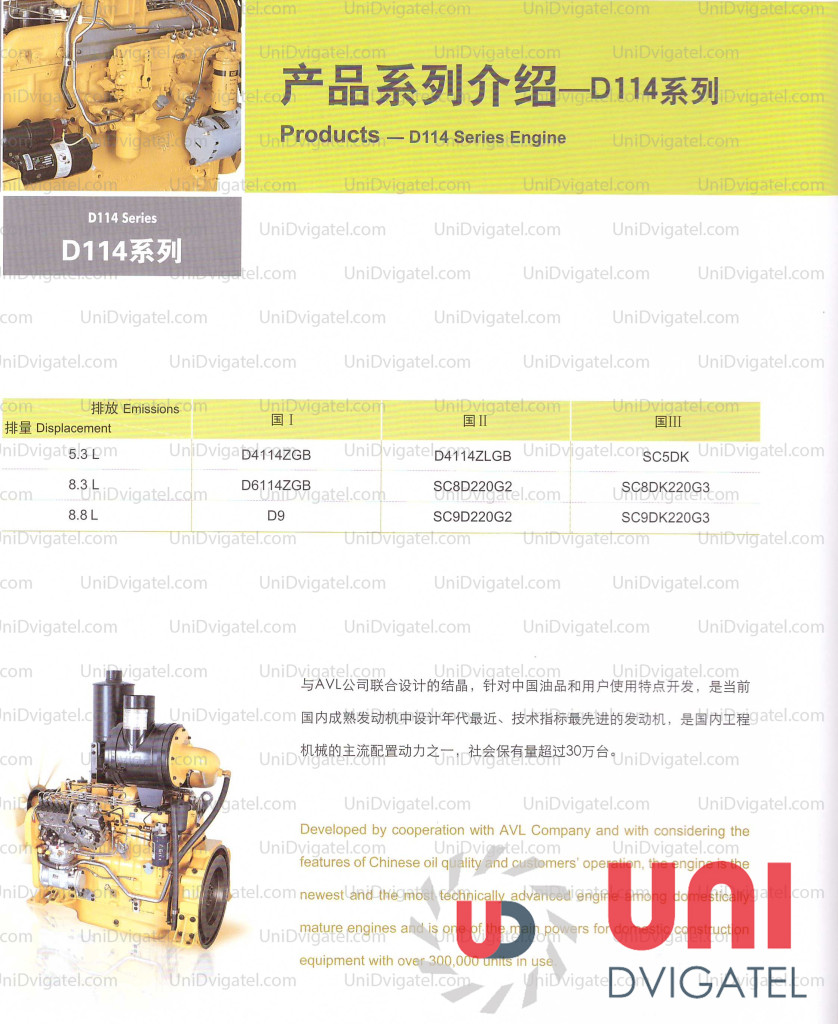 产品系列介绍—D114系列
Products — D114 Series Engine
D114 Series
D114系列
排放 Emissions
排量 Displacement
国Ⅰ 国Ⅱ 国Ⅲ
5.3 L D4114ZGB D4114ZLGB SC5DK
8.3 L D6114ZGB SC8D220G2 SC8DK220G3
8.8 L D9 SC9D220G2 SC9DK220G3
与AVL公司联合设计的结晶，针对中国油品和用户使用特点开发，是当前
国内成熟发动机中设计年代最近、技术指标最先进的发动机，是国内工程
机械的主流配置动力之一，社会保有量超过30万台。
Developed by cooperation with AVL Company and with considering the
features of Chinese oil quality and customers' operation, the engine is the
newest and the most technically advanced engine among domestically
mature engines and is one of the main powers for domestic construction
equipment with over 300,000 units in use
UD
UNI
DVIGATEL
UniDvigatel.com